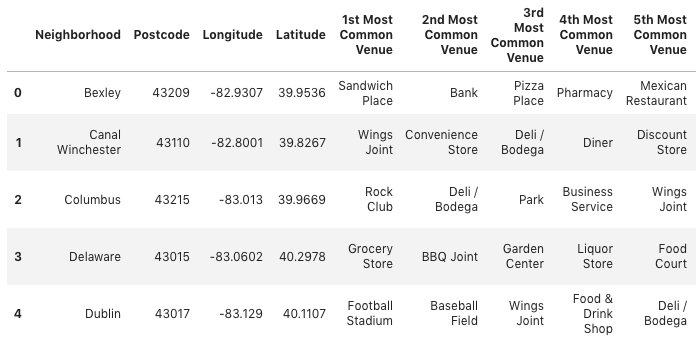 Neighborhood Postcode Longitude Latitude 1st Most Common Venue 2nd Most Common Venue 3rd Most Common Venue 4th Most Common Venue 5th Most Common Venue
0 Bexley 43209 -82.9307 39.9536 Sandwich Place Bank Pizza Place Pharmacy Mexican Restaurant
1 Canal Winchester 43110 -82.8001 39.8267 Wings Joint Convenience Store Deli / Bodega Diner Discount Store
2 Columbus 43215 -83.013 39.9669 Rock Club Deli / Bodega Park Business Service Wings Joint
3 Delaware 43015 -83.0602 40.2978 Grocery Store BBQ Joint Garden Center Liquor Store Food Court
4 Dublin 43017 -83.129 40.1107 Football Stadium Baseball Field Wings Joint Food & Drink Shop Deli / Bodega